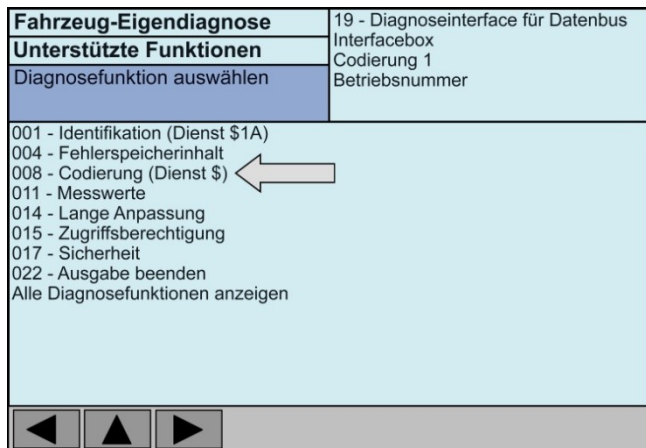 Fahrzeug-Eigendiagnose
Unterstützte Funktionen
Diagnosefunktion auswählen
19 - Diagnoseinterface für Datenbus
Interfacebox
Codierung 1
Betriebsnummer
001 - Identifikation (Dienst $1A)
004 - Fehlerspeicherinhalt
008 - Codierung (Dienst $)
011 - Messwerte
014 - Lange Anpassung
015 - Zugriffsberechtigung
017 - Sicherheit
022 - Ausgabe beenden
Alle Diagnosefunktionen anzeigen